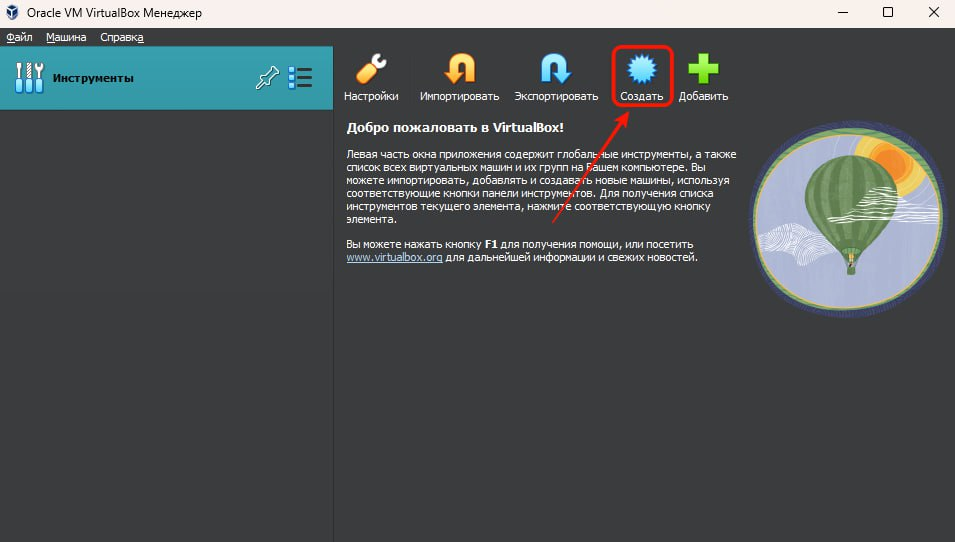 Oracle VM VirtualBox Менеджер
Файл Машина Справка
Инструменты
Настройки Импортировать Экспортировать Создать Добавить
Добро пожаловать в VirtualBox!
Левая часть окна приложения содержит глобальные инструменты, а также
список всех виртуальных машин и их групп на Вашем компьютере. Вы
можете импортировать, добавлять и создавать новые машины, используя
соответствующие кнопки панели инструментов. Для получения списка
инструментов текущего элемента, нажмите соответствующую кнопку
элемента.
Вы можете нажать кнопку F1 для получения помощи, или посетить
www.virtualbox.org для дальнейшей информации и свежих новостей.